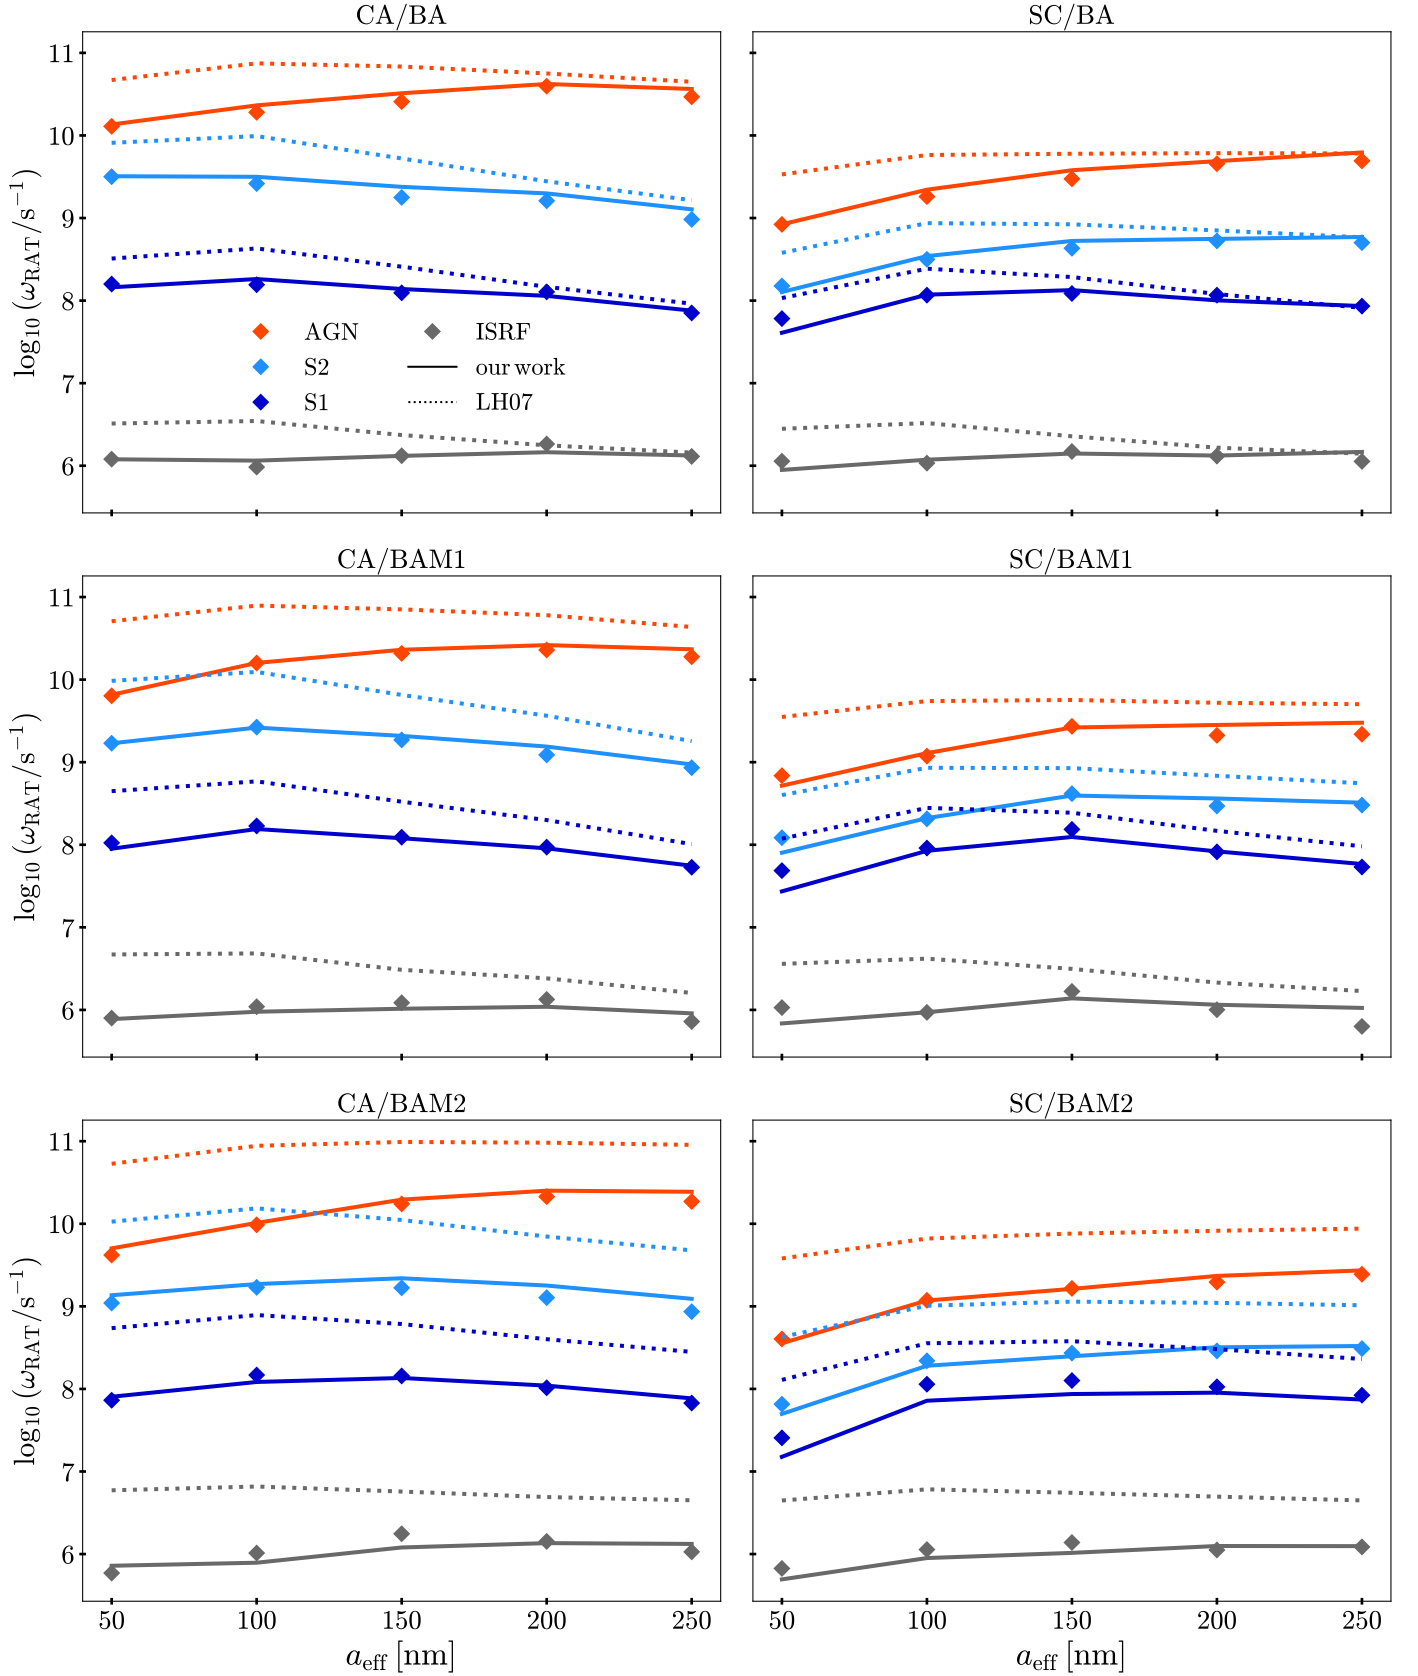 CA/BA SC/BA
11
10
9
8
7
6
log10 (ωRAT/s−1)
AGN ISRF
S2 our work
S1 LH07
CA/BAM1 SC/BAM1
11
10
9
8
7
6
log10 (ωRAT/s−1)
CA/BAM2 SC/BAM2
11
10
9
8
7
6
log10 (ωRAT/s−1)
50 100 150 200 250 50 100 150 200 250
aeff [nm] aeff [nm]